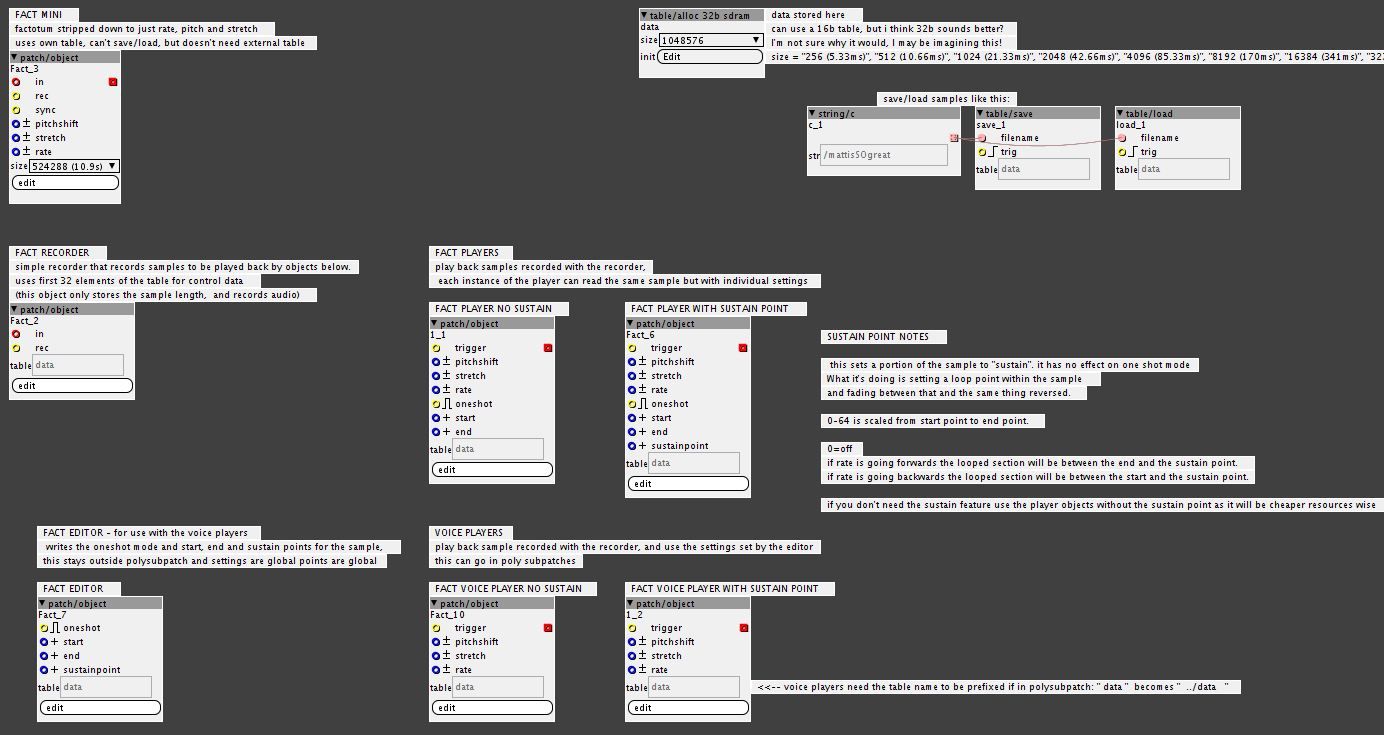 FACT MINI
factotum stripped down to just rate, pitch and stretch
uses own table, can't save/load, but doesn't need external table
patch/object
Fact_3
in
rec
sync
pitchshift
stretch
rate
size 524288 (10.9s)
edit
table/alloc 32b sdram
data
size 1048576
init Edit
data stored here
can use a 16b table, but i think 32b sounds better?
I'm not sure why it would, I may be imagining this!
size = "256 (5.33ms)", "512 (10.66ms)", "1024 (21.33ms)", "2048 (42.66ms)", "4096 (85.33ms)", "8192 (170ms)", "16384 (341ms)",
save/load samples like this:
string/c
c_1
str /mattisSOgreat
table/save
save_1
filename
trig
table data
table/load
load_1
filename
trig
table data
FACT RECORDER
simple recorder that records samples to be played back by objects below.
uses first 32 elements of the table for control data
(this object only stores the sample length, and records audio)
patch/object
Fact_2
in
rec
table data
edit
FACT PLAYERS
play back samples recorded with the recorder,
each instance of the player can read the same sample but with individual settings
FACT PLAYER NO SUSTAIN
patch/object
1_1
trigger
pitchshift
stretch
rate
oneshot
start
end
table data
edit
FACT PLAYER WITH SUSTAIN POINT
patch/object
Fact_6
trigger
pitchshift
stretch
rate
oneshot
start
end
sustainpoint
table data
edit
SUSTAIN POINT NOTES
this sets a portion of the sample to "sustain". it has no effect on one shot mode
What it's doing is setting a loop point within the sample
and fading between that and the same thing reversed.
0-64 is scaled from start point to end point.
0=off
if rate is going forwards the looped section will be between the end and the sustain point.
if rate is going backwards the looped section will be between the start and the sustain point.
if you don't need the sustain feature use the player objects without the sustain point as it will be cheaper resources wise
FACT EDITOR - for use with the voice players
writes the oneshot mode and start, end and sustain points for the sample,
this stays outside polysubpatch and settings are global points are global
FACT EDITOR
patch/object
Fact_7
oneshot
start
end
sustainpoint
table data
edit
VOICE PLAYERS
play back sample recorded with the recorder, and use the settings set by the editor
this can go in poly subpatches
FACT VOICE PLAYER NO SUSTAIN
patch/object
Fact_10
trigger
pitchshift
stretch
rate
table data
edit
FACT VOICE PLAYER WITH SUSTAIN POINT
patch/object
1_2
trigger
pitchshift
stretch
rate
table data
edit
<<-- voice players need the table name to be prefixed if in polysubpatch: " data " becomes " ../data "